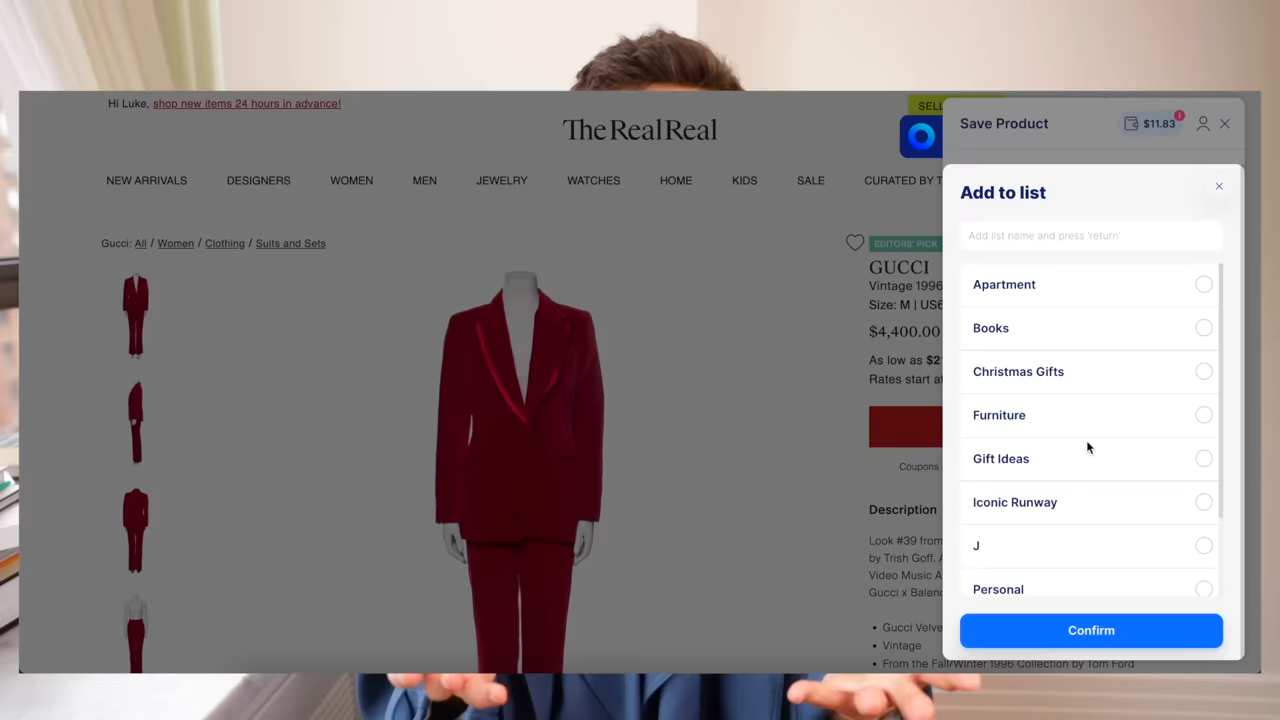 Hi Luke, shop new items 24 hours in advance!
SELL
TheRealReal
Save Product
$11.83
NEW ARRIVALS
DESIGNERS
WOMEN
MEN
JEWELRY
WATCHES
HOME
KIDS
SALE
CURATED BY T
Gucci: All / Women / Clothing / Suits and Sets
EDITORS' PICK
GUCCI
Vintage 1996
Size: M | US6
$4,400.00
As low as $2
Rates start at
Coupons
Description
Look #39 from
by Trish Goff.
Video Music A
Gucci x Balen
• Gucci Velve
• Vintage
• From the Fall/Winter 1996 Collection by Tom Ford
Add to list
Add list name and press 'return'
Apartment
Books
Christmas Gifts
Furniture
Gift Ideas
Iconic Runway
J
Personal
Confirm